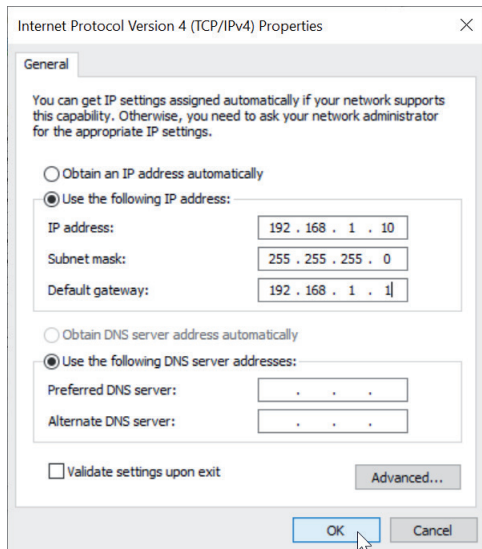 Internet Protocol Version 4 (TCP/IPv4) Properties
General
You can get IP settings assigned automatically if your network supports
this capability. Otherwise, you need to ask your network administrator
for the appropriate IP settings.
Obtain an IP address automatically
Use the following IP address:
IP address: 192 . 168 . 1 . 10
Subnet mask: 255 . 255 . 255 . 0
Default gateway: 192 . 168 . 1 . 1
Obtain DNS server address automatically
Use the following DNS server addresses:
Preferred DNS server: . . .
Alternate DNS server: . . .
Validate settings upon exit
Advanced...
OK Cancel